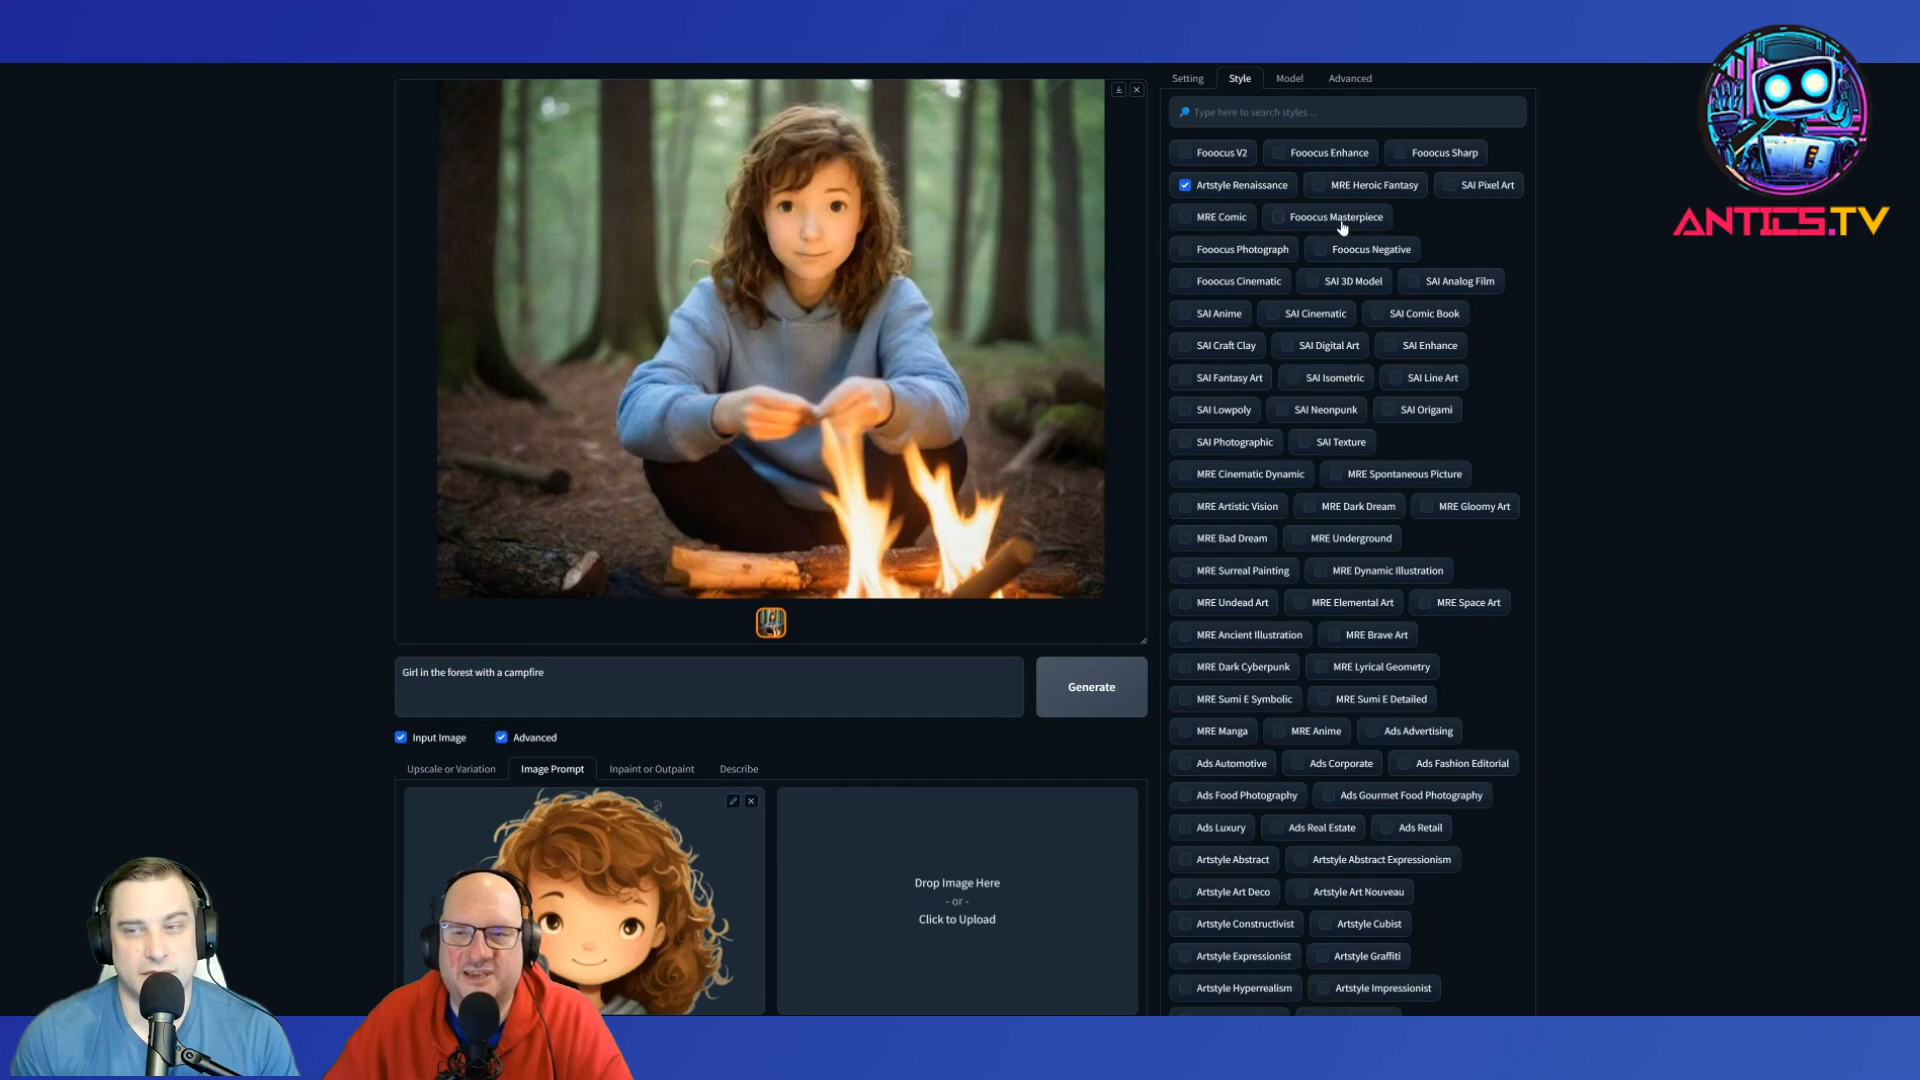 Setting Style Model Advanced
Type here to search styles ...
Fooocus V2 Fooocus Enhance Fooocus Sharp
Artstyle Renaissance MRE Heroic Fantasy SAI Pixel Art
MRE Comic Fooocus Masterpiece
Fooocus Photograph Fooocus Negative
Fooocus Cinematic SAI 3D Model SAI Analog Film
SAI Anime SAI Cinematic SAI Comic Book
SAI Craft Clay SAI Digital Art SAI Enhance
SAI Fantasy Art SAI Isometric SAI Line Art
SAI Lowpoly SAI Neonpunk SAI Origami
SAI Photographic SAI Texture
MRE Cinematic Dynamic MRE Spontaneous Picture
MRE Artistic Vision MRE Dark Dream MRE Gloomy Art
MRE Bad Dream MRE Underground
MRE Surreal Painting MRE Dynamic Illustration
MRE Undead Art MRE Elemental Art MRE Space Art
MRE Ancient Illustration MRE Brave Art
MRE Dark Cyberpunk MRE Lyrical Geometry
MRE Sumi E Symbolic MRE Sumi E Detailed
MRE Manga MRE Anime Ads Advertising
Ads Automotive Ads Corporate Ads Fashion Editorial
Ads Food Photography Ads Gourmet Food Photography
Ads Luxury Ads Real Estate Ads Retail
Artstyle Abstract Artstyle Abstract Expressionism
Artstyle Art Deco Artstyle Art Nouveau
Artstyle Constructivist Artstyle Cubist
Artstyle Expressionist Artstyle Graffiti
Artstyle Hyperrealism Artstyle Impressionist
ANTICS.TV
Girl in the forest with a campfire
Generate
Input Image Advanced
Upscale or Variation Image Prompt Inpaint or Outpaint Describe
Drop Image Here
- or -
Click to Upload